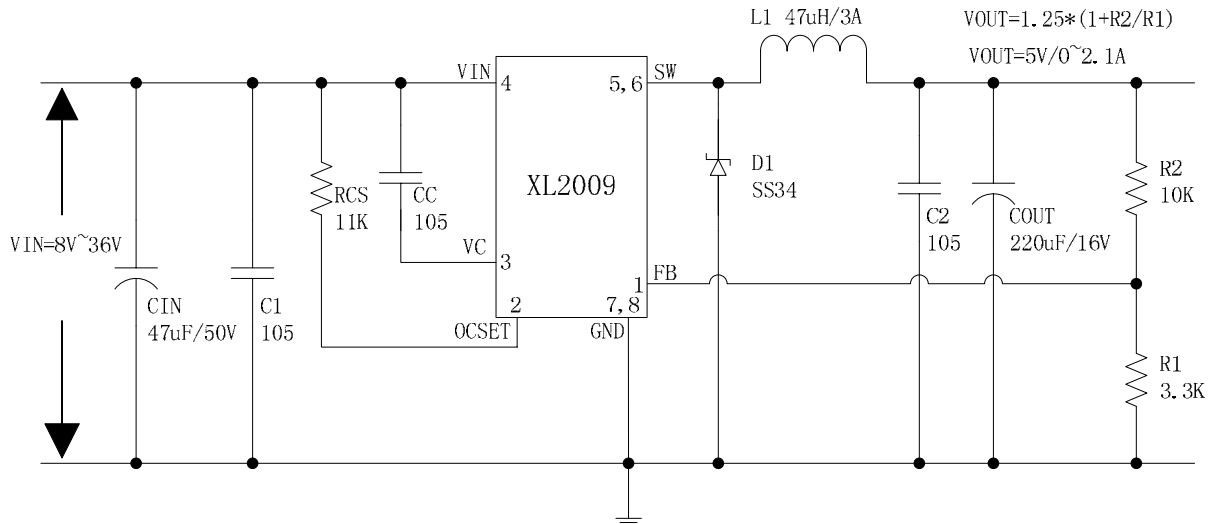 L1 47uH/3A
VOUT=1.25*(1+R2/R1)
VOUT=5V/0~2.1A
VIN
4
5,6
SW
XL2009
RCS
11K
CC
105
D1
SS34
R2
10K
C2
105
COUT
220uF/16V
VIN=8V~36V
VC
3
FB
1
CIN
47uF/50V
C1
105
2
7,8
OCSET
GND
R1
3.3K